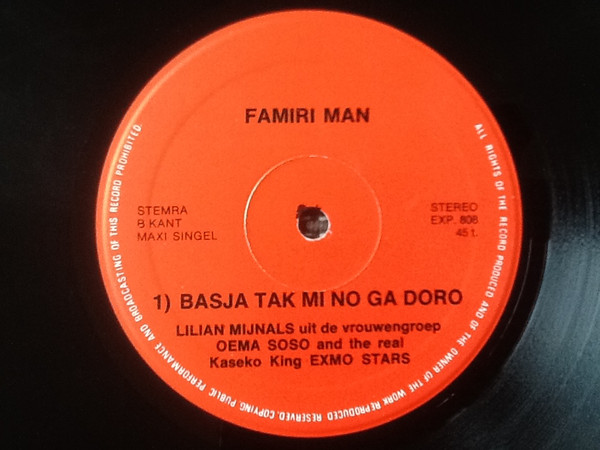 FAMIRI MAN
STEMRA
B.KANT
MAXI SINGEL
STEREO
EXP. 808
45 t.
1) BASJA TAK MI NO GA DORO
LILIAN MIJNALS uit de vrouwengroep
OEMA SOSO and the real
Kaseko King EXMO STARS
ALL RIGHTS OF THE RECORD PRODUCED AND OF THE OWNER OF THE WORK REPRODUCED RESERVED. COPYING. PUBLIC. PERFORMANCE AND BROADCASTING OF THIS RECORD PROHIBITED.